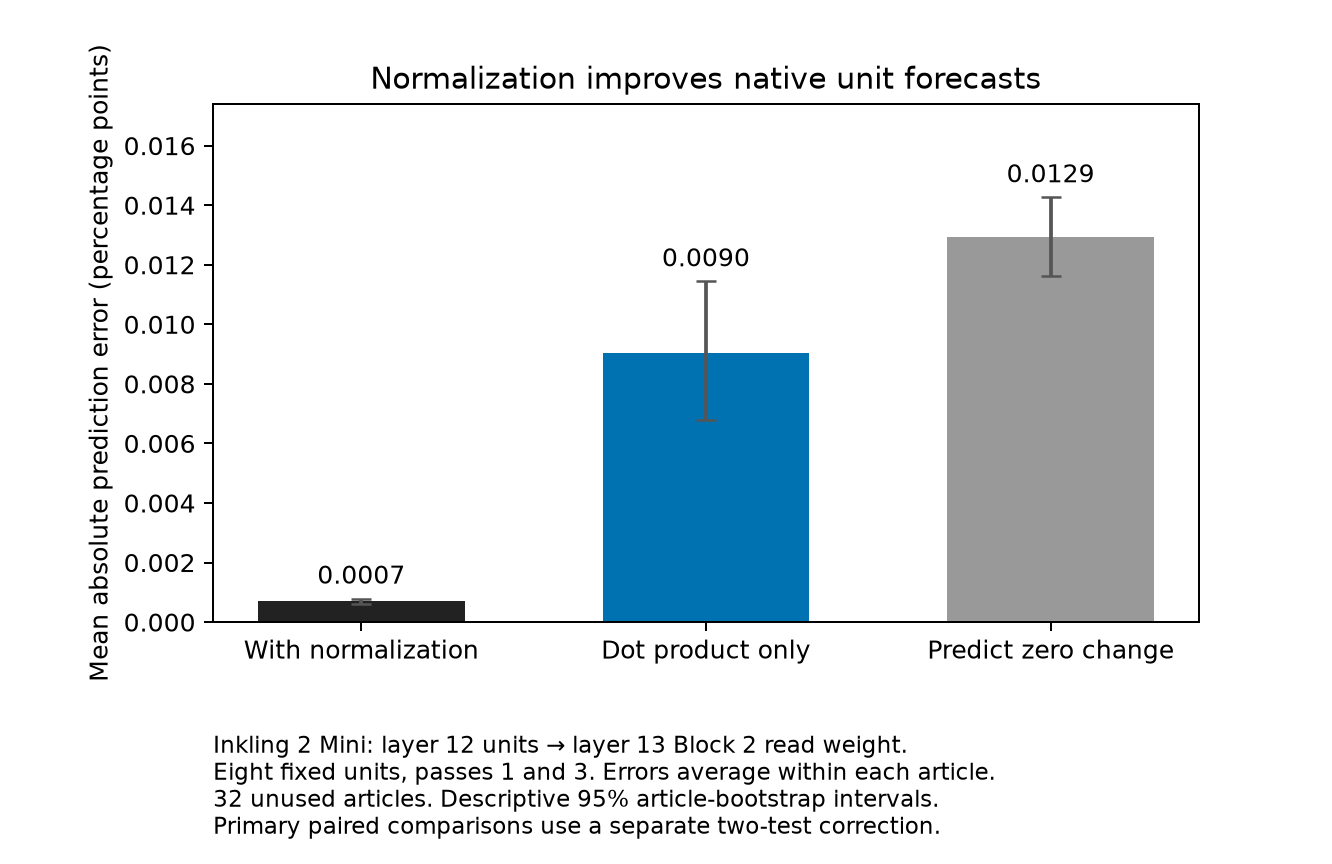 Normalization improves native unit forecasts
Mean absolute prediction error (percentage points)
0.016
0.014
0.012
0.010
0.008
0.006
0.004
0.002
0.000
0.0007
0.0090
0.0129
With normalization
Dot product only
Predict zero change
Inkling 2 Mini: layer 12 units → layer 13 Block 2 read weight.
Eight fixed units, passes 1 and 3. Errors average within each article.
32 unused articles. Descriptive 95% article-bootstrap intervals.
Primary paired comparisons use a separate two-test correction.